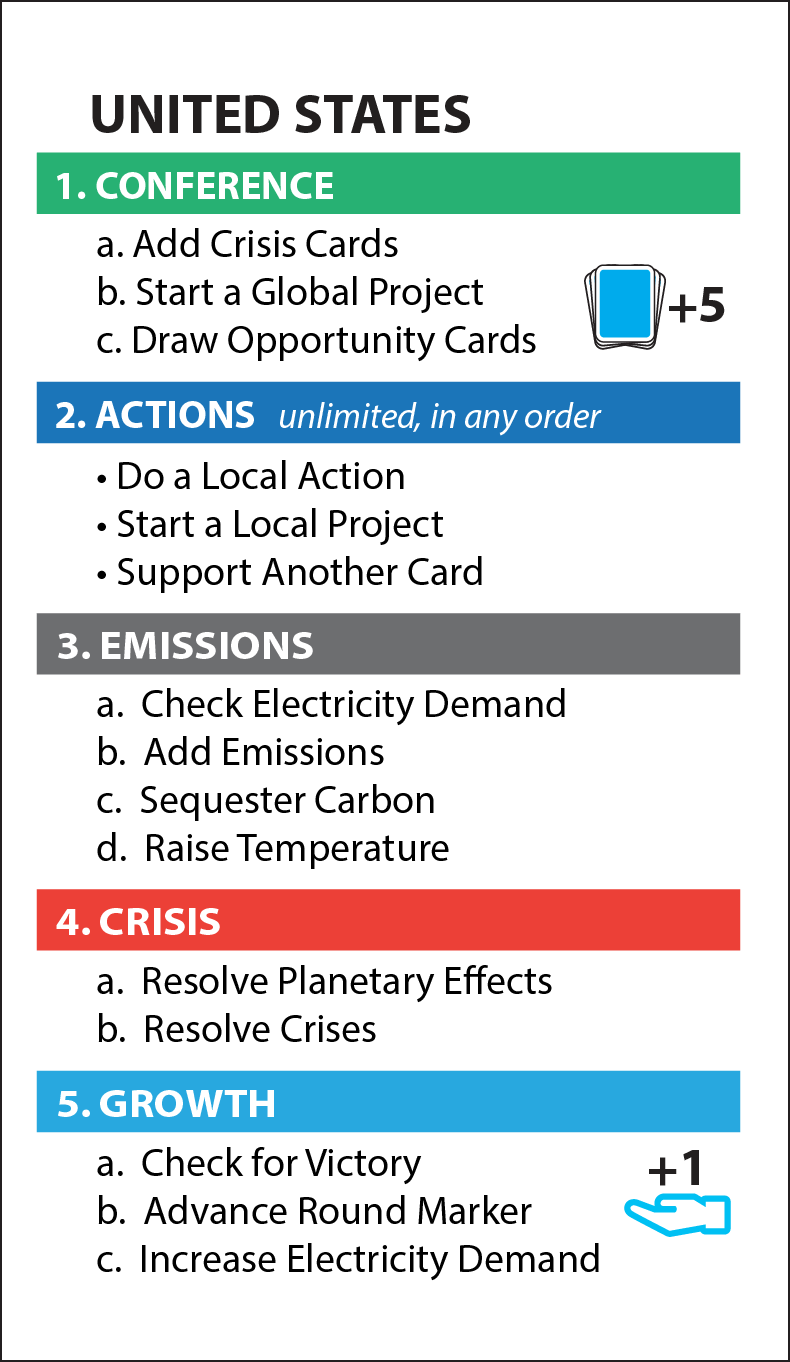 UNITED STATES
1. CONFERENCE
a. Add Crisis Cards
b. Start a Global Project
c. Draw Opportunity Cards
+5
2. ACTIONS unlimited, in any order
• Do a Local Action
• Start a Local Project
• Support Another Card
3. EMISSIONS
a. Check Electricity Demand
b. Add Emissions
c. Sequester Carbon
d. Raise Temperature
4. CRISIS
a. Resolve Planetary Effects
b. Resolve Crises
5. GROWTH
a. Check for Victory
+1
b. Advance Round Marker
c. Increase Electricity Demand